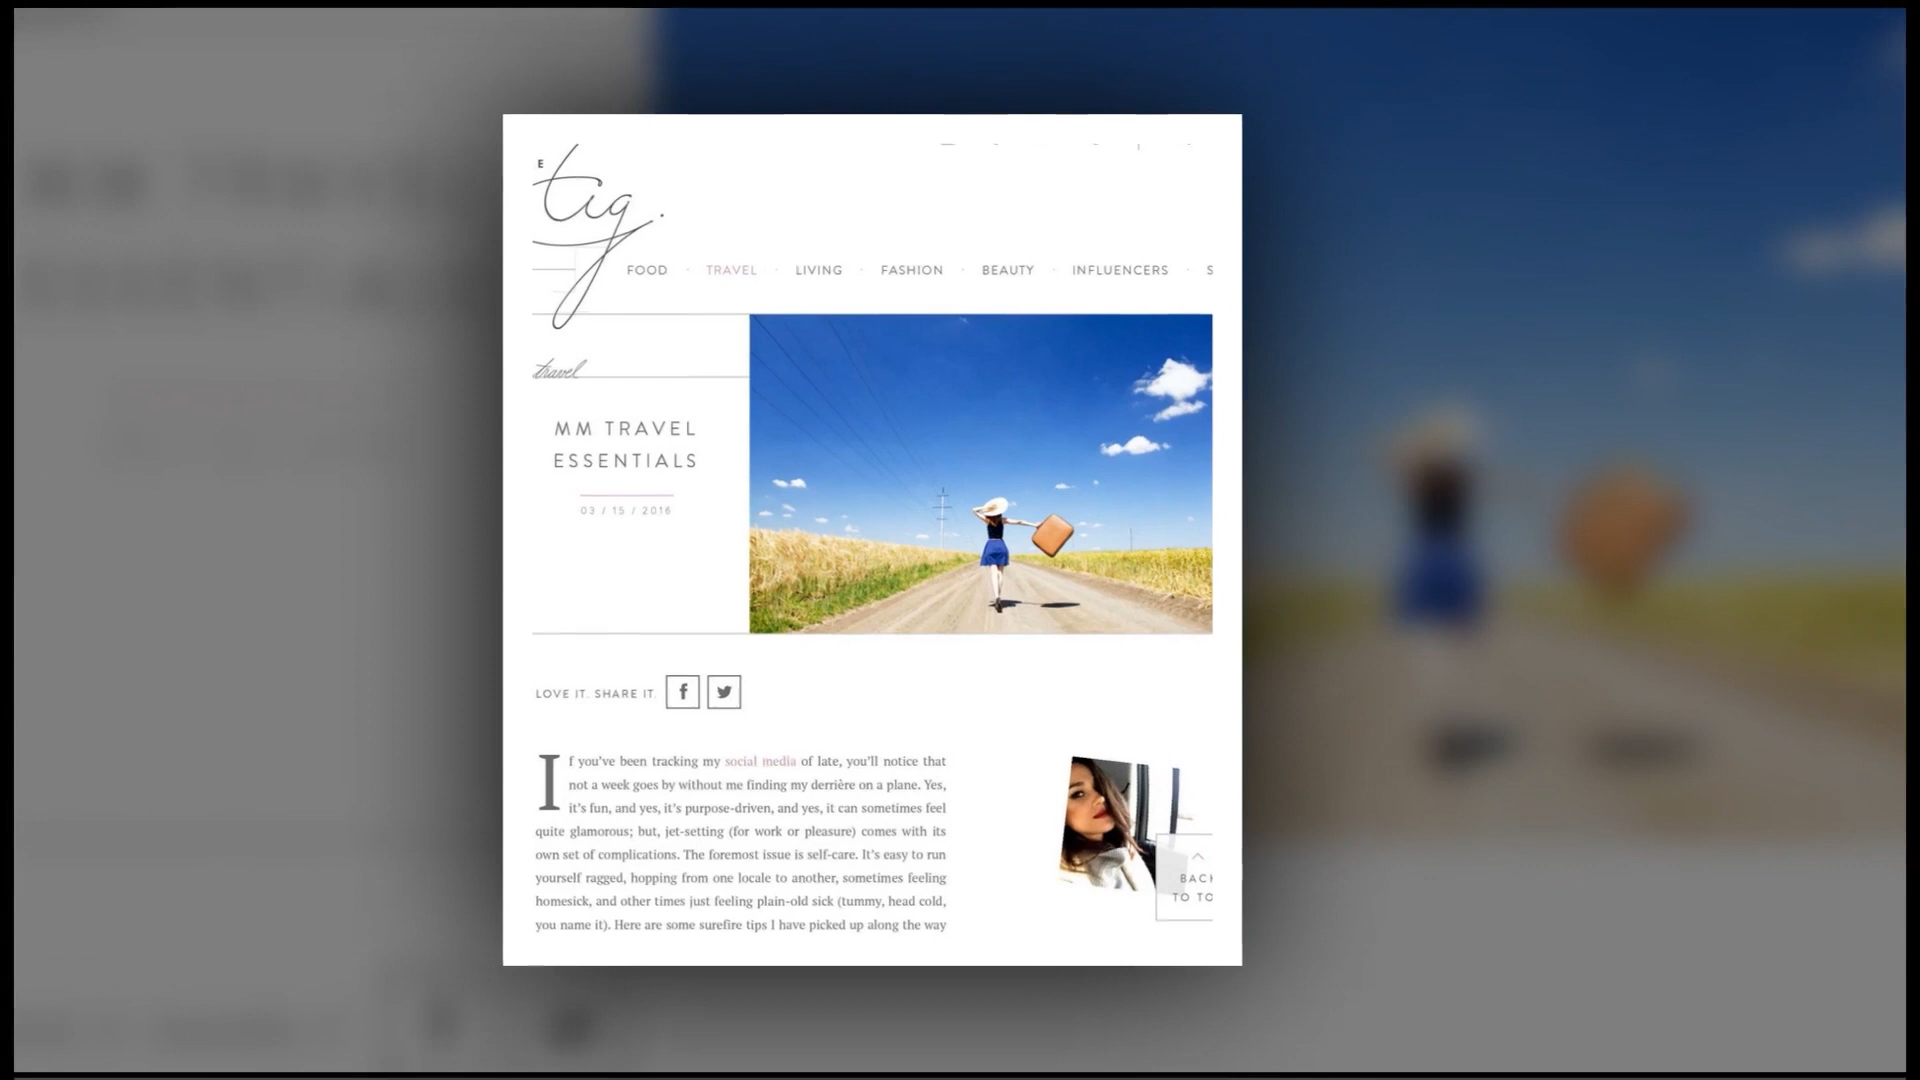 E
tig.
FOOD · TRAVEL · LIVING · FASHION · BEAUTY · INFLUENCERS · S
travel
MM TRAVEL
ESSENTIALS
03 / 15 / 2016
LOVE IT. SHARE IT.
If you've been tracking my social media of late, you'll notice that
not a week goes by without me finding my derrière on a plane. Yes,
it's fun, and yes, it's purpose-driven, and yes, it can sometimes feel
quite glamorous; but, jet-setting (for work or pleasure) comes with its
own set of complications. The foremost issue is self-care. It's easy to run
yourself ragged, hopping from one locale to another, sometimes feeling
homesick, and other times just feeling plain-old sick (tummy, head cold,
you name it). Here are some surefire tips I have picked up along the way
BACK
TO TO